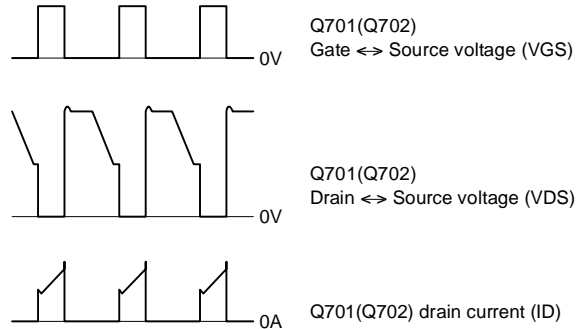 Q701(Q702)
Gate <-> Source voltage (VGS)
0V
Q701(Q702)
Drain <-> Source voltage (VDS)
0V
Q701(Q702) drain current (ID)
0A